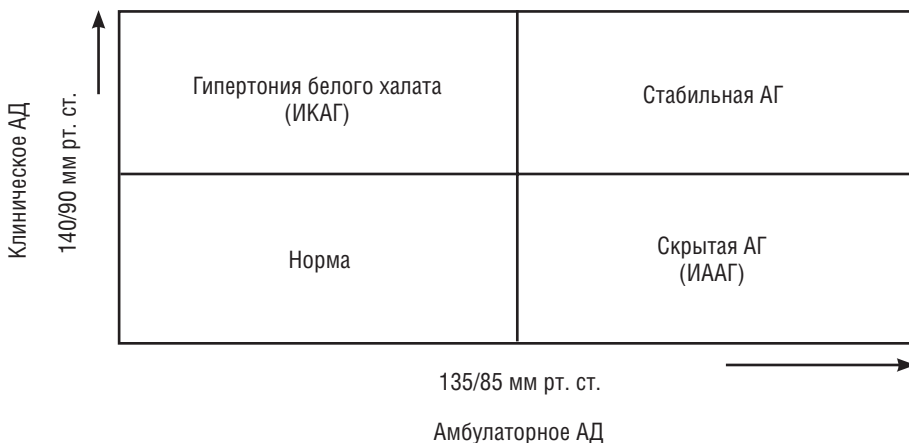 Клиническое АД
140/90 мм рт. ст.
Гипертония белого халата
(ИКАГ)
Стабильная АГ
Норма
Скрытая АГ
(ИААГ)
135/85 мм рт. ст.
Амбулаторное АД